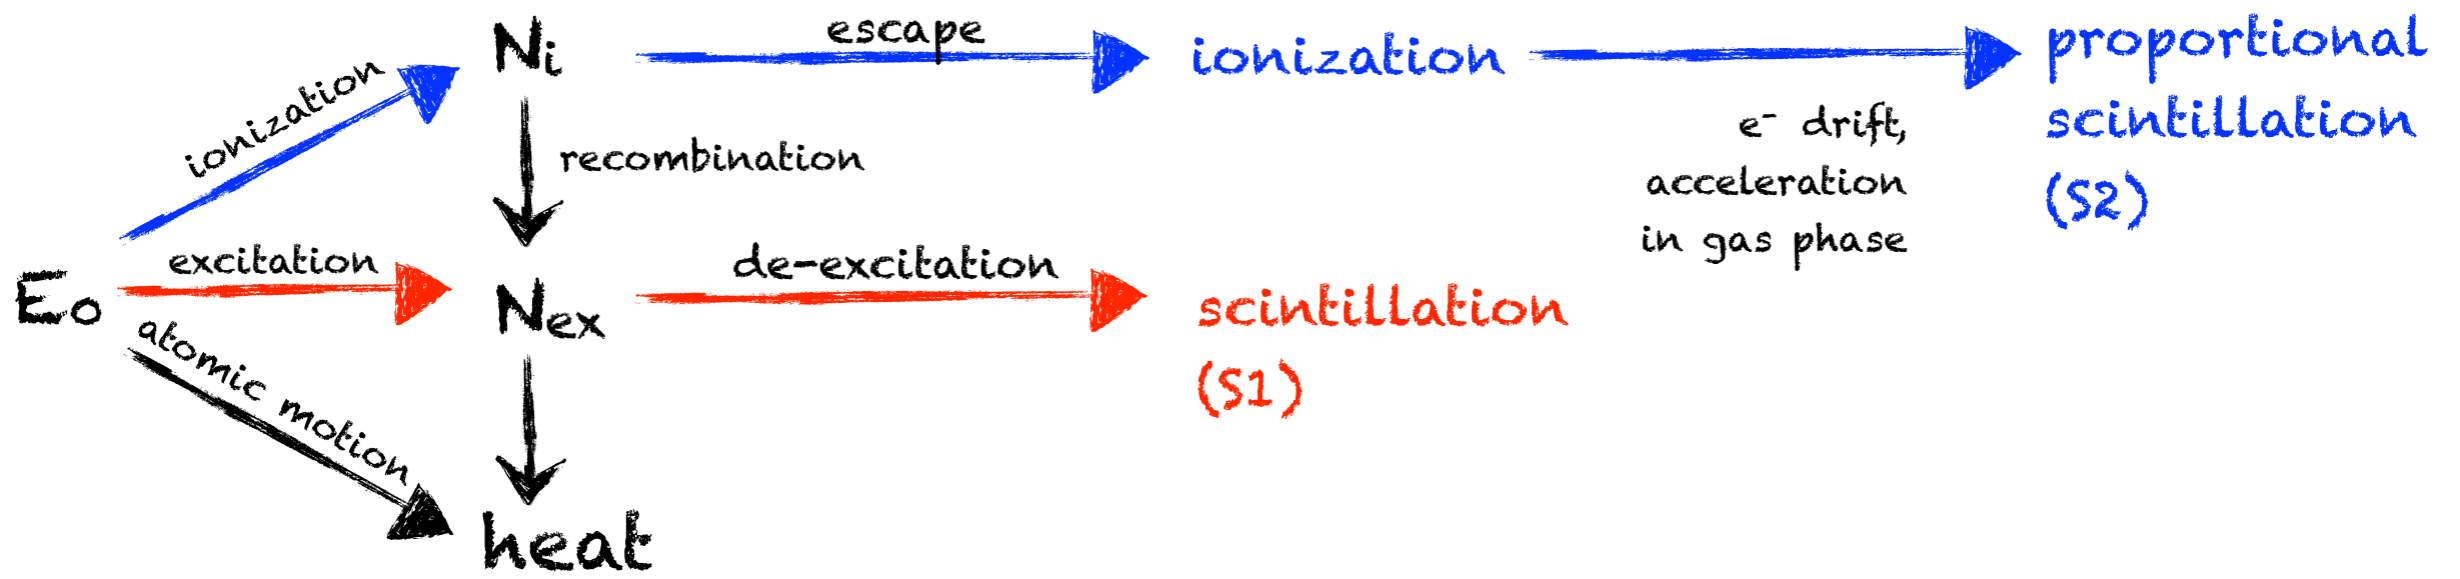 Ni
escape
ionization
proportional
scintillation
(S2)
ionization
recombination
e⁻ drift,
acceleration
in gas phase
Eo
excitation
Nex
de-excitation
scintillation
(S1)
atomic motion
heat